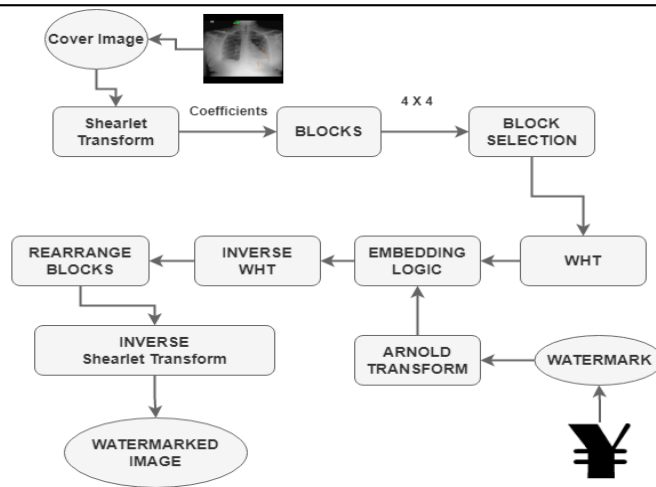 Cover Image
Shearlet
Transform
Coefficients
BLOCKS
4 X 4
BLOCK
SELECTION
WHT
EMBEDDING
LOGIC
INVERSE
WHT
REARRANGE
BLOCKS
INVERSE
Shearlet Transform
WATERMARKED
IMAGE
ARNOLD
TRANSFORM
WATERMARK